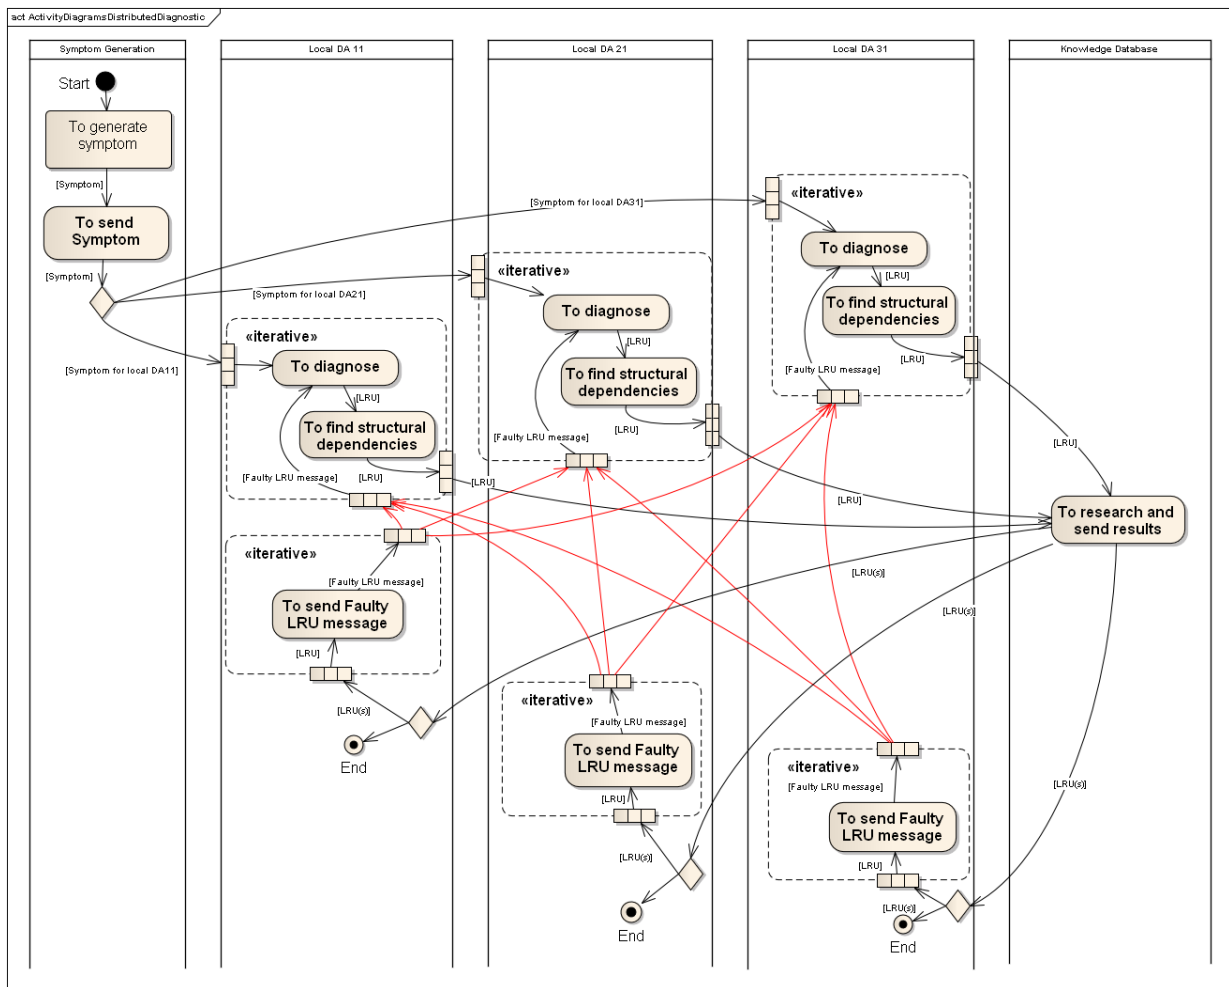 act ActivityDiagramsDistributedDiagnostic
Symptom Generation
Local DA 11
Local DA 21
Local DA 31
Knowledge Database
Start
To generate
symptom
[Symptom]
To send
Symptom
[Symptom]
[Symptom for local DA31]
[Symptom for local DA21]
[Symptom for local DA11]
«iterative»
To diagnose
[LRU]
To find structural
dependencies
[LRU]
[Faulty LRU message]
[LRU]
«iterative»
[Faulty LRU message]
To send Faulty
LRU message
[LRU]
[LRU(s)]
End
«iterative»
To diagnose
[LRU]
To find structural
dependencies
[LRU]
[Faulty LRU message]
[LRU]
«iterative»
[Faulty LRU message]
To send Faulty
LRU message
[LRU]
[LRU(s)]
End
«iterative»
To diagnose
[LRU]
To find structural
dependencies
[LRU]
[Faulty LRU message]
[LRU]
«iterative»
[Faulty LRU message]
To send Faulty
LRU message
[LRU]
[LRU(s)]
End
To research and
send results
[LRU(s)]
[LRU(s)]
[LRU(s)]